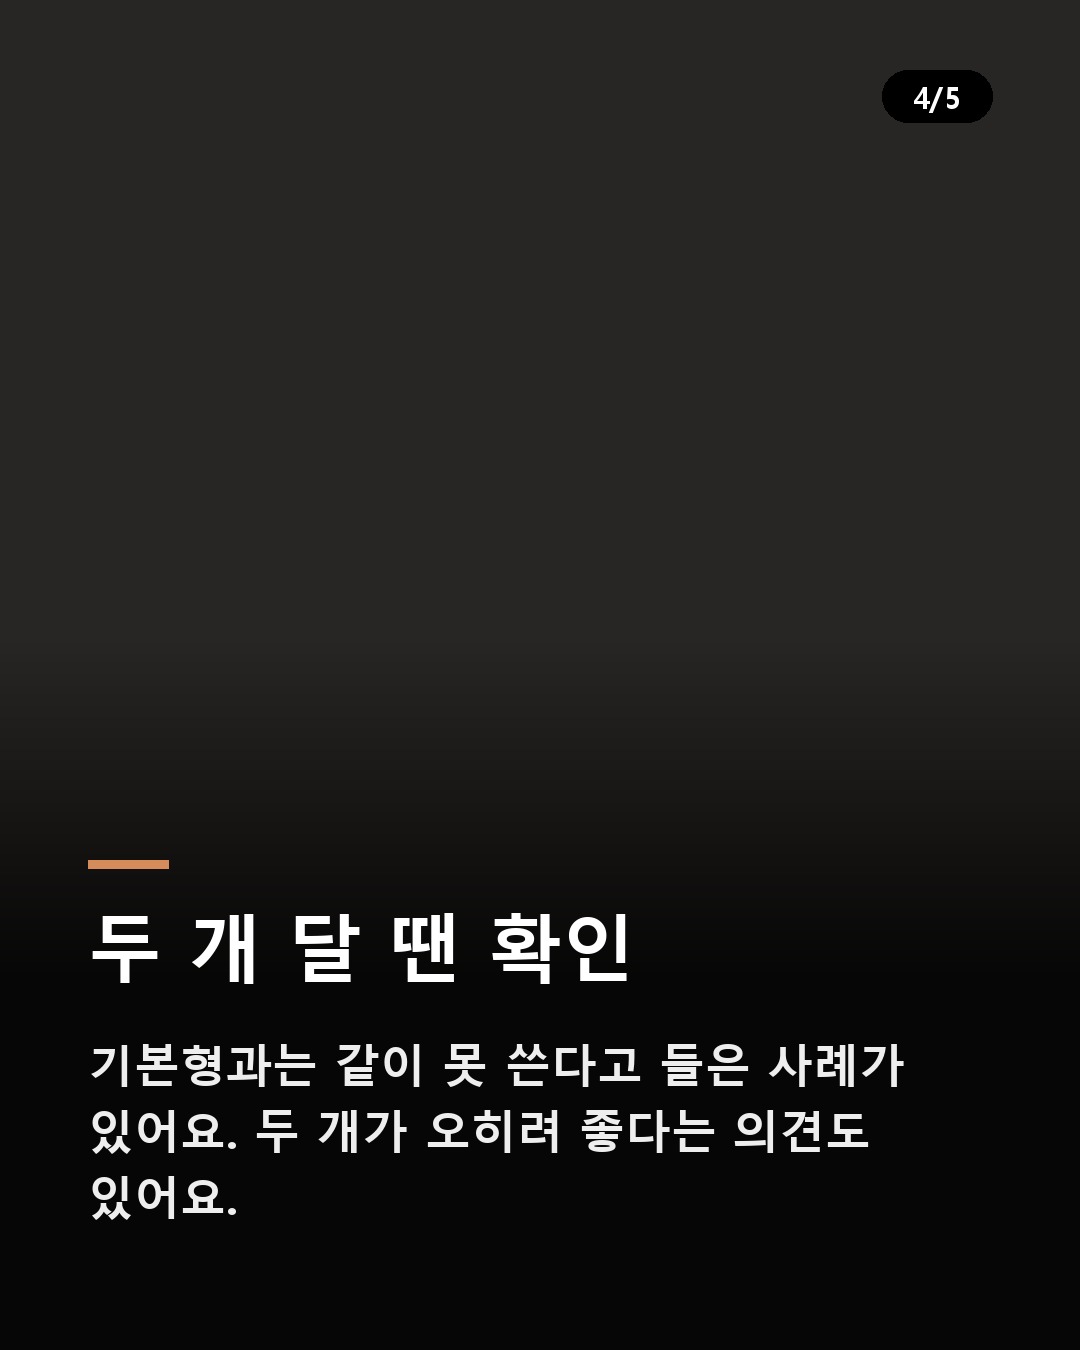 4/5
두 개 달 땐 확인
기본형과는 같이 못 쓴다고 들은 사례가
있어요. 두 개가 오히려 좋다는 의견도
있어요.